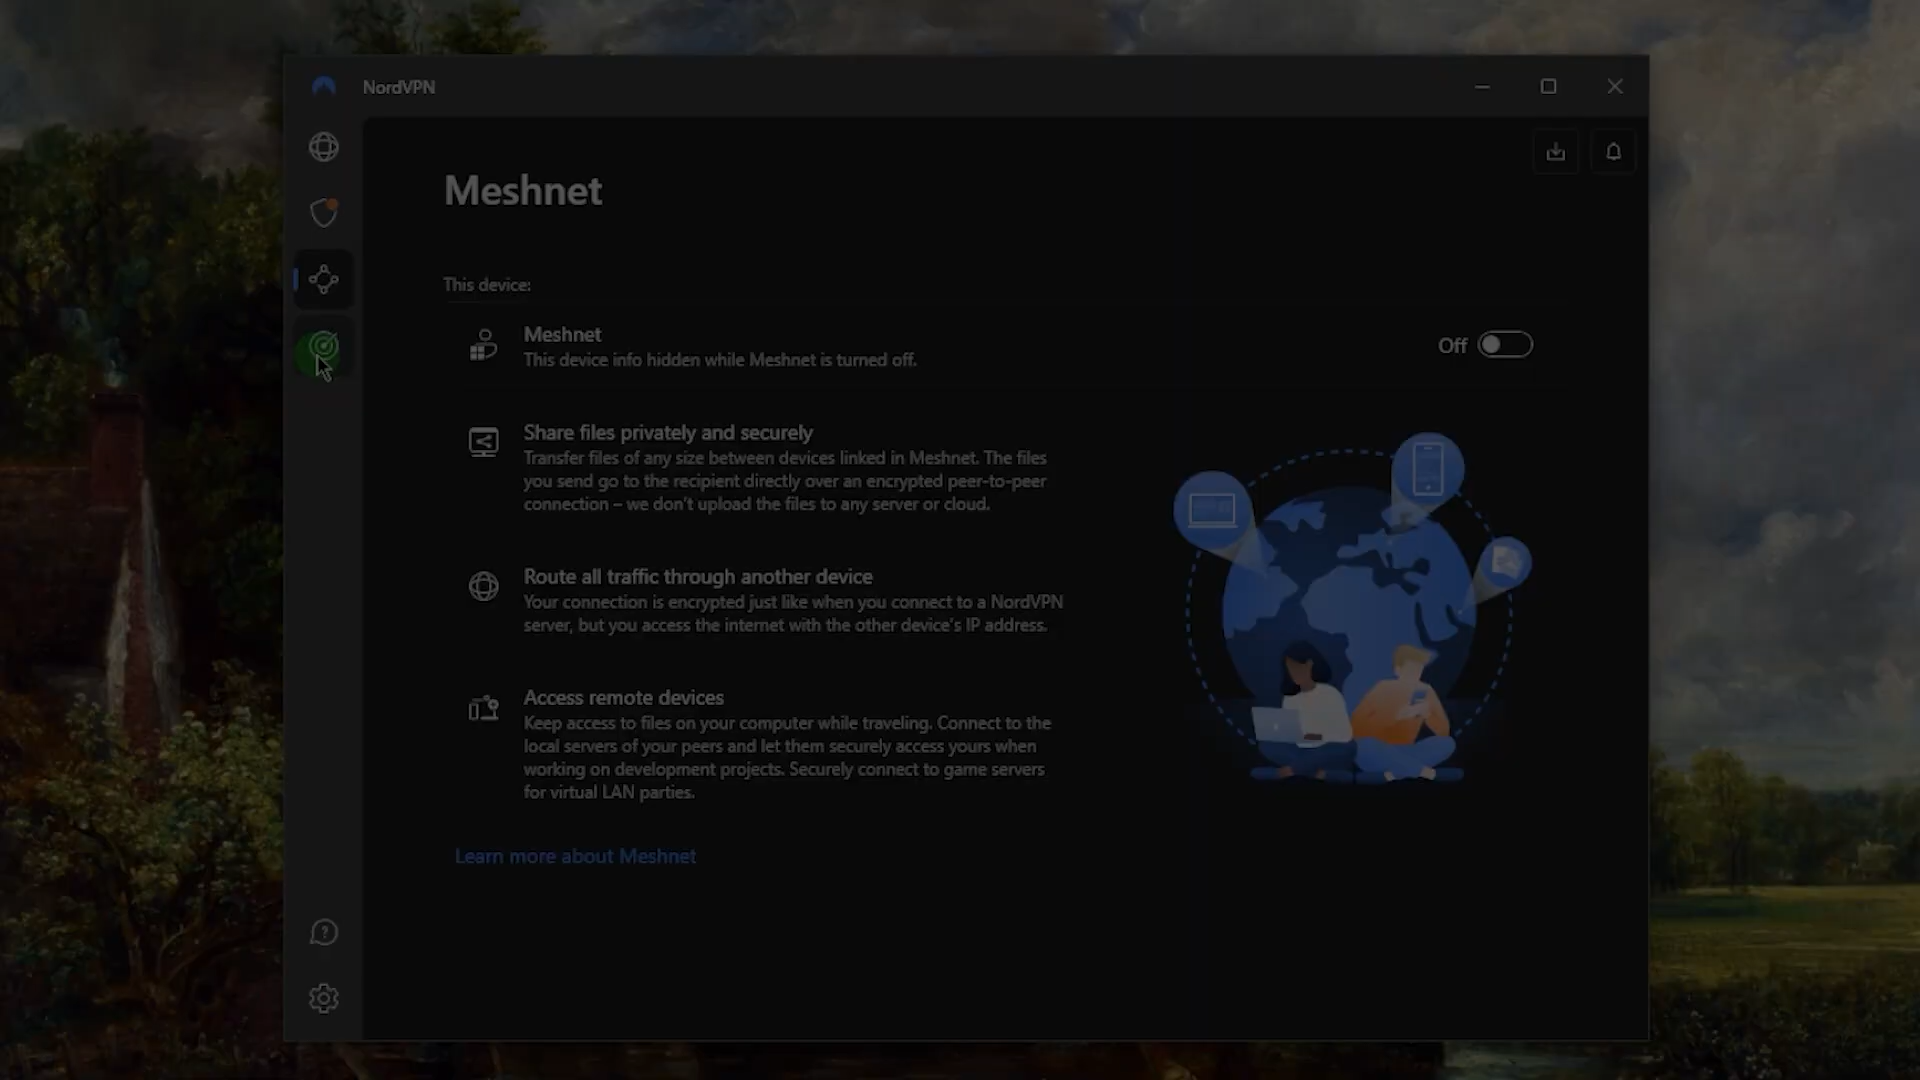 NordVPN
Meshnet
This device:
Meshnet
This device info hidden while Meshnet is turned off.
Off
Share files privately and securely
Transfer files of any size between devices linked in Meshnet. The files
you send go to the recipient directly over an encrypted peer-to-peer
connection – we don't upload the files to any server or cloud.
Route all traffic through another device
Your connection is encrypted just like when you connect to a NordVPN
server, but you access the internet with the other device's IP address.
Access remote devices
Keep access to files on your computer while traveling. Connect to the
local servers of your peers and let them securely access yours when
working on development projects. Securely connect to game servers
for virtual LAN parties.
Learn more about Meshnet